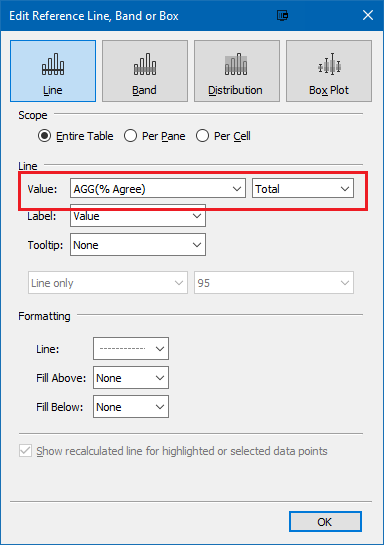 Edit Reference Line, Band or Box
Line Band Distribution Box Plot
Scope
Entire Table Per Pane Per Cell
Line
Value: AGG(% Agree) Total
Label: Value
Tooltip: None
Line only 95
Formatting
Line:
Fill Above: None
Fill Below: None
Show recalculated line for highlighted or selected data points
OK